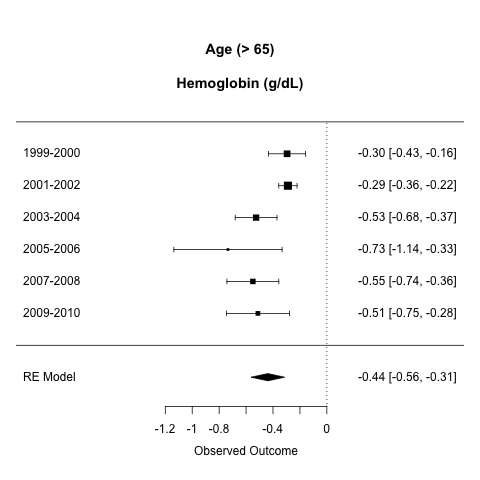 Age (> 65)
Hemoglobin (g/dL)
1999-2000 -0.30 [-0.43, -0.16]
2001-2002 -0.29 [-0.36, -0.22]
2003-2004 -0.53 [-0.68, -0.37]
2005-2006 -0.73 [-1.14, -0.33]
2007-2008 -0.55 [-0.74, -0.36]
2009-2010 -0.51 [-0.75, -0.28]
RE Model -0.44 [-0.56, -0.31]
-1.2 -1 -0.8 -0.4 0
Observed Outcome